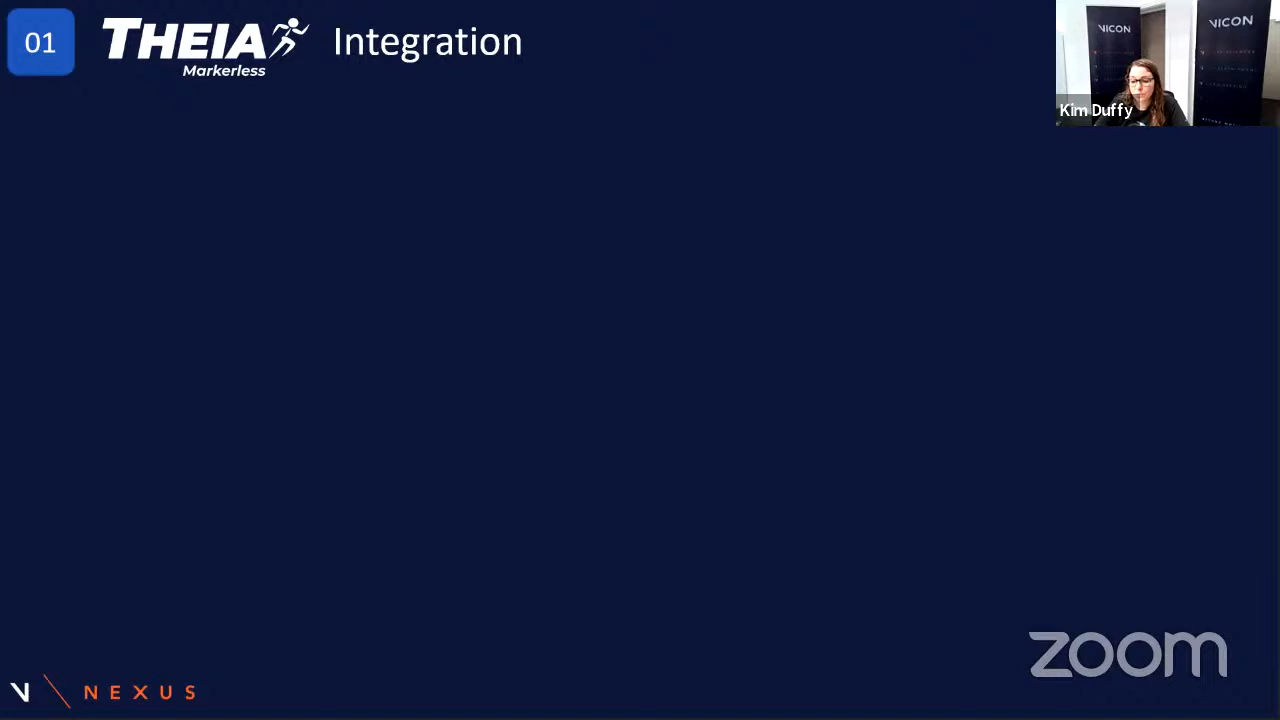 01
THEIA
Markerless
Integration
VICON
VICON
Kim Duffy
zoom
V NEXUS